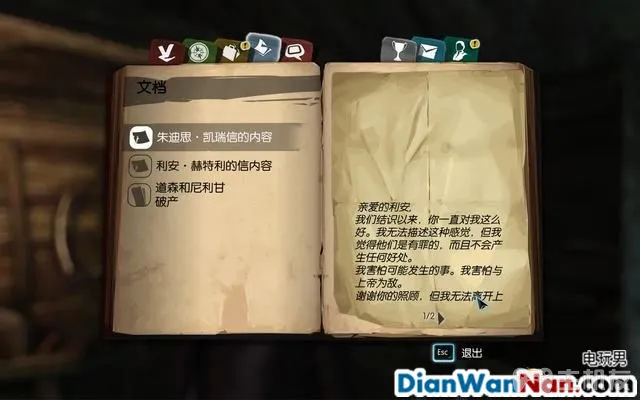 文档
朱迪思·凯瑞信的内容
利安·赫特利的信内容
道森和尼利甘
破产
亲爱的利安,
我们结识以来，你一直对我这么
好。我无法描述这种感觉，但我
觉得他们是有罪的，而且不会产
生任何好处。
我害怕可能发生的事。我害怕与
上帝为敌。
谢谢你的照顾，但我无法离开上
1/2
Esc 退出
电玩男
DianWanNan.com